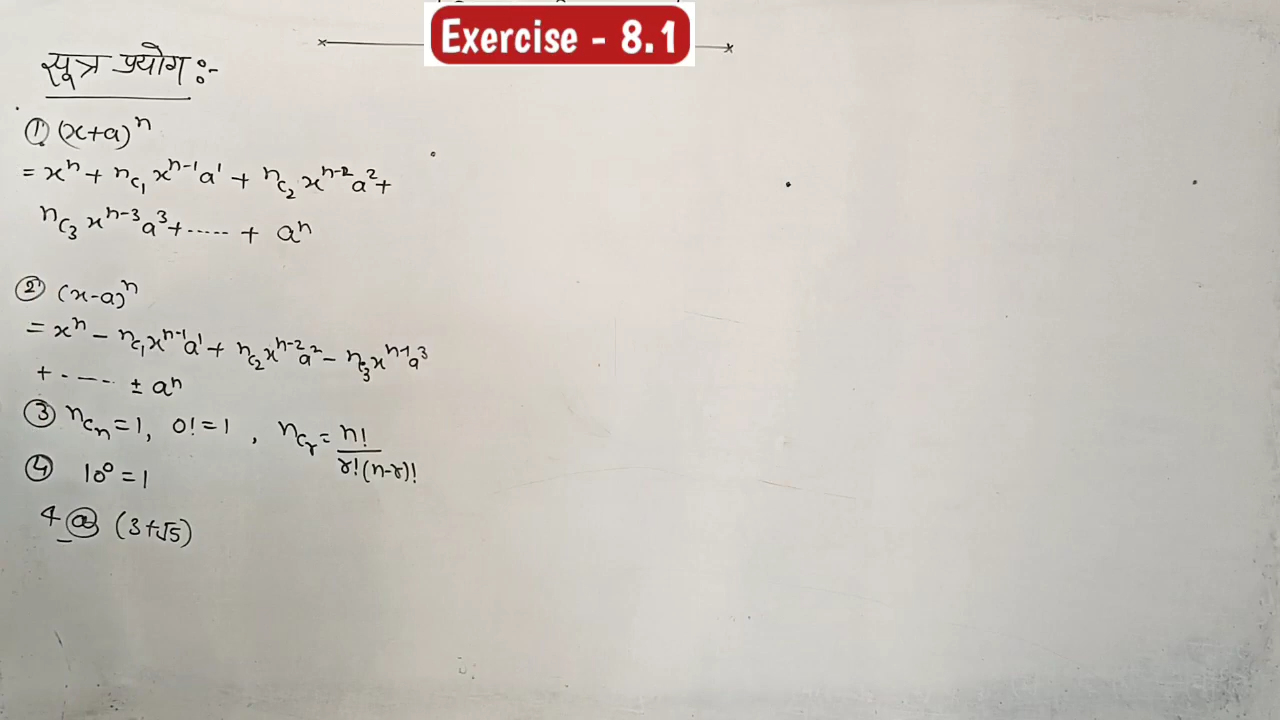 Exercise - 8.1
सूत्र प्रयोग :-
① (x+a)ⁿ
= xⁿ + ⁿC₁ xⁿ⁻¹a¹ + ⁿC₂ xⁿ⁻²a² +
ⁿC₃ xⁿ⁻³a³ + ..... + aⁿ
② (x-a)ⁿ
= xⁿ - ⁿC₁xⁿ⁻¹a¹ + ⁿC₂xⁿ⁻²a² - ⁿC₃xⁿ⁻¹a³
+ ----- ± aⁿ
③ ⁿCₙ = 1, 0! = 1, ⁿCᵣ = n!/r!(n-r)!
④ 10⁰ = 1
4 ⓐ (3+√5)